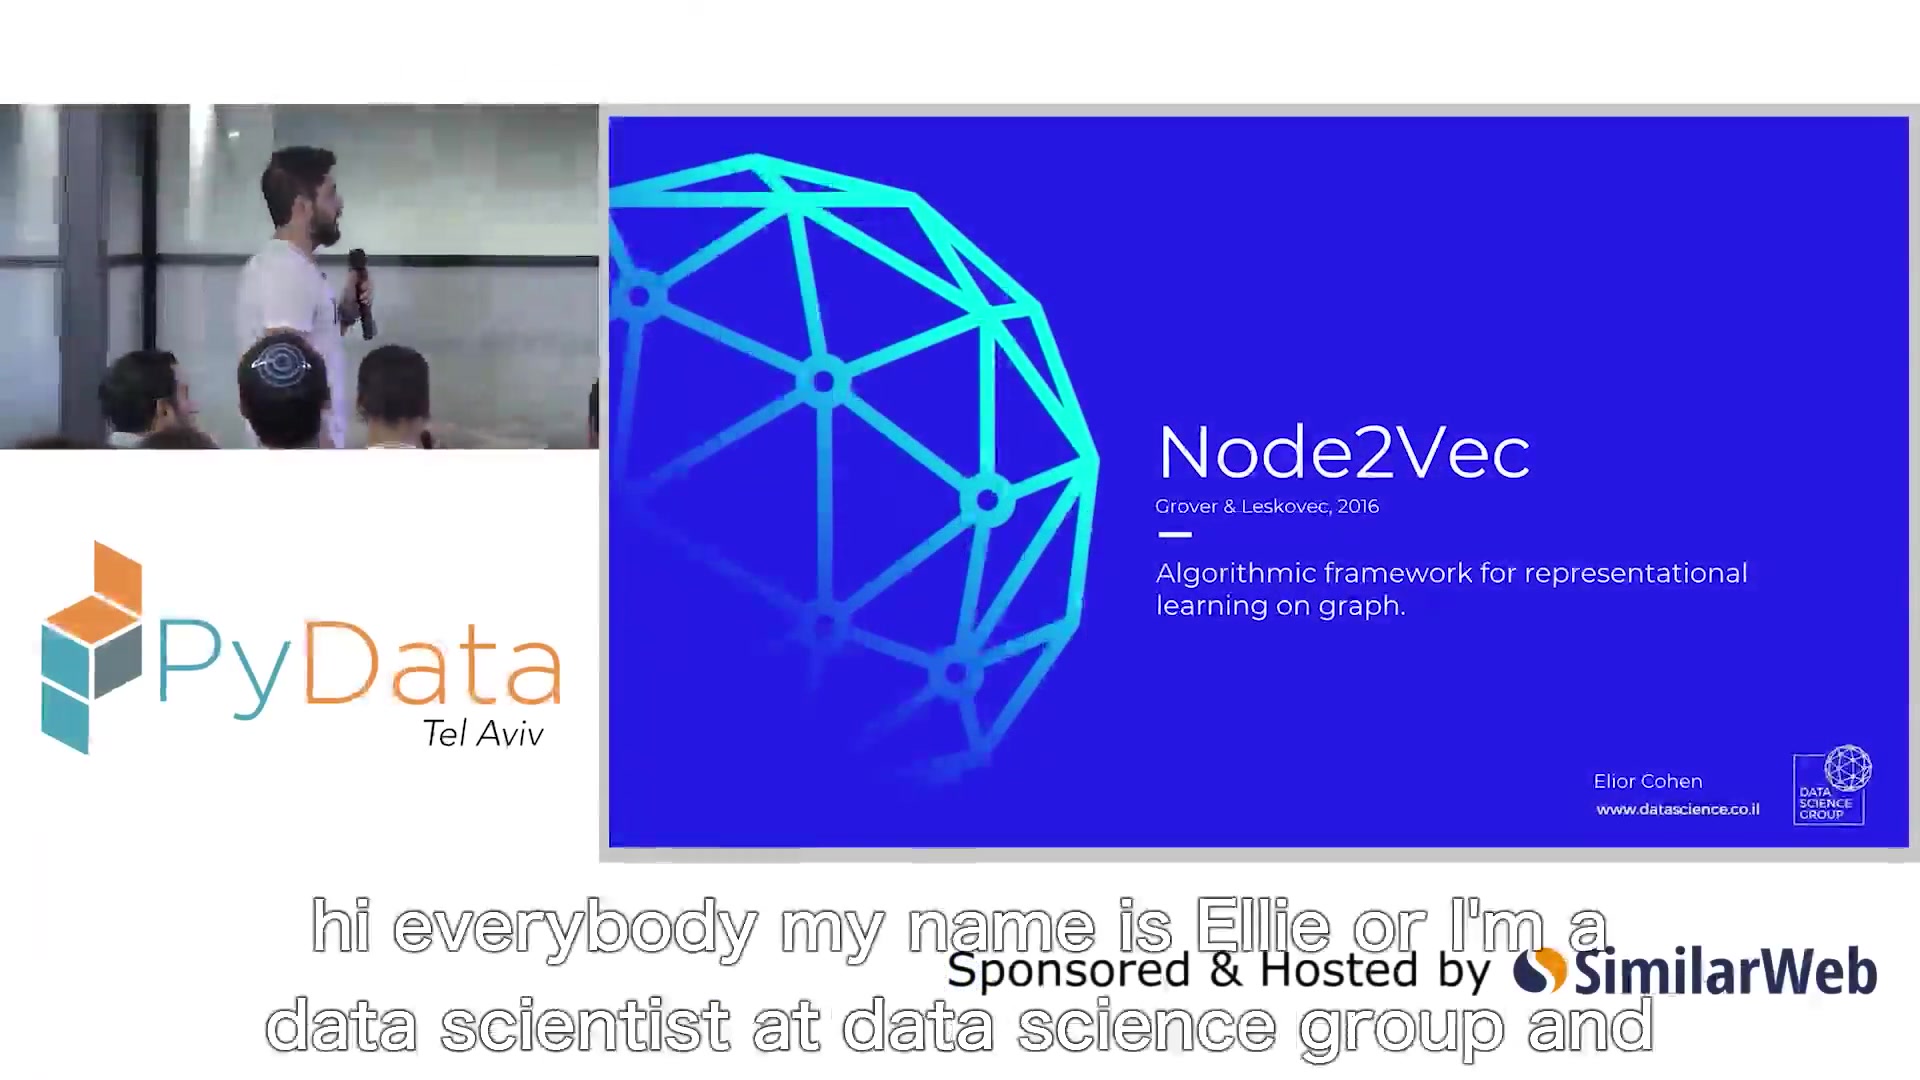 Node2Vec
Grover & Leskovec, 2016
Algorithmic framework for representational
learning on graph.
Elior Cohen
www.datascience.co.il
DATA
SCIENCE
GROUP
PyData
Tel Aviv
hi everybody my name is Ellie or I'm a
data scientist at data science group and
Sponsored & Hosted by SimilarWeb